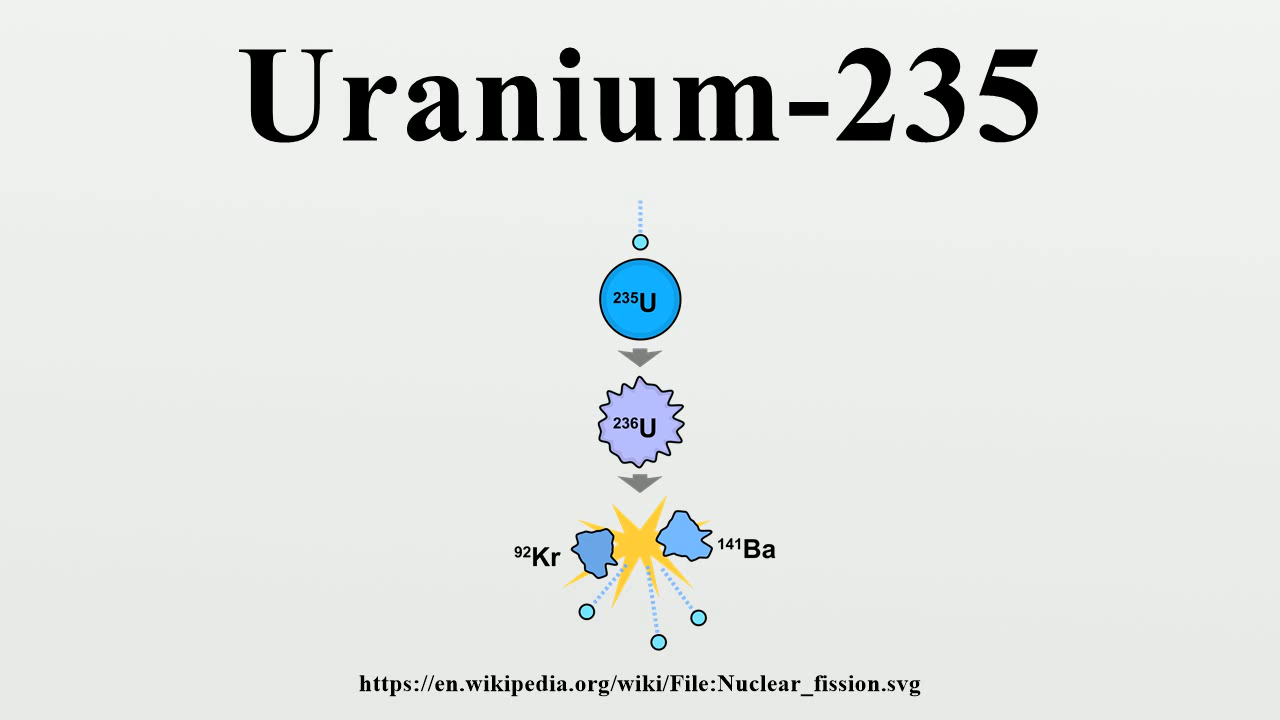 Uranium-235
²³⁵U
²³⁶U
⁹²Kr
¹⁴¹Ba
https://en.wikipedia.org/wiki/File:Nuclear_fission.svg